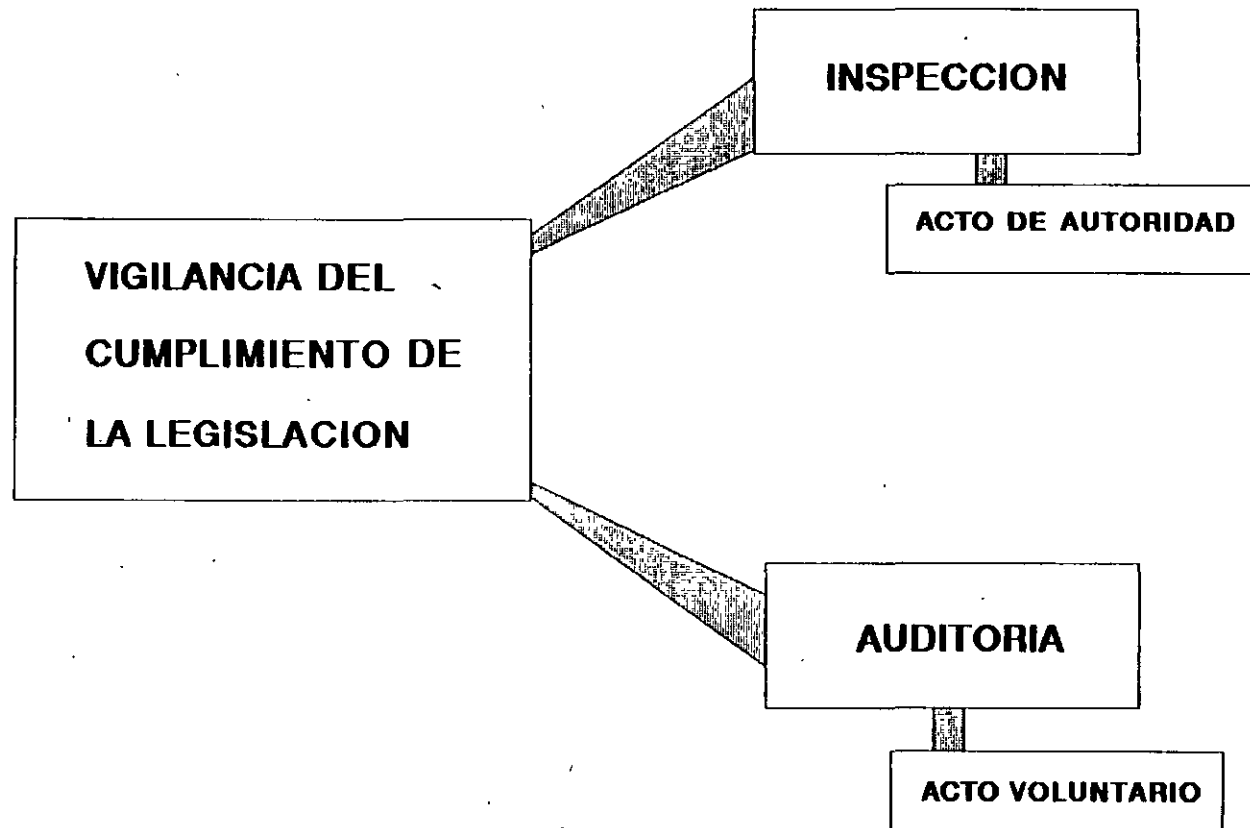 INSPECCION
ACTO DE AUTORIDAD
VIGILANCIA DEL
CUMPLIMIENTO DE
LA LEGISLACION
AUDITORIA
ACTO VOLUNTARIO